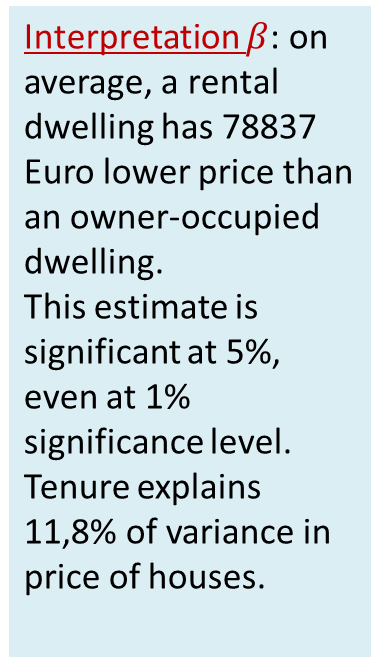 Interpretation β: on
average, a rental
dwelling has 78837
Euro lower price than
an owner-occupied
dwelling.
This estimate is
significant at 5%,
even at 1%
significance level.
Tenure explains
11,8% of variance in
price of houses.